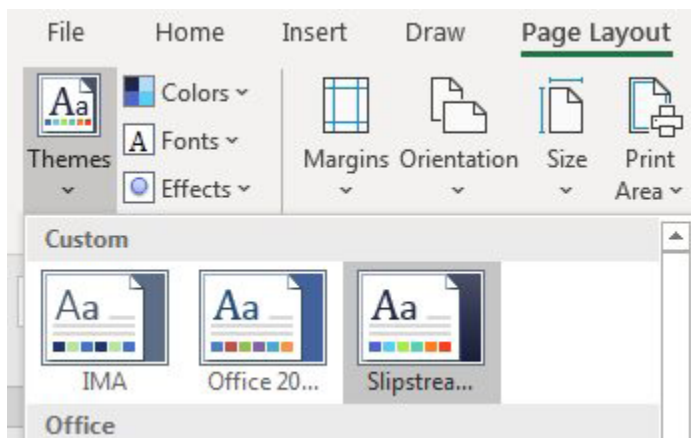 File Home Insert Draw Page Layout
Aa Colors
A Fonts
Themes Margins Orientation Size Print
Effects Area
Custom
Aa Aa Aa
IMA Office 20... Slipstrea...
Office